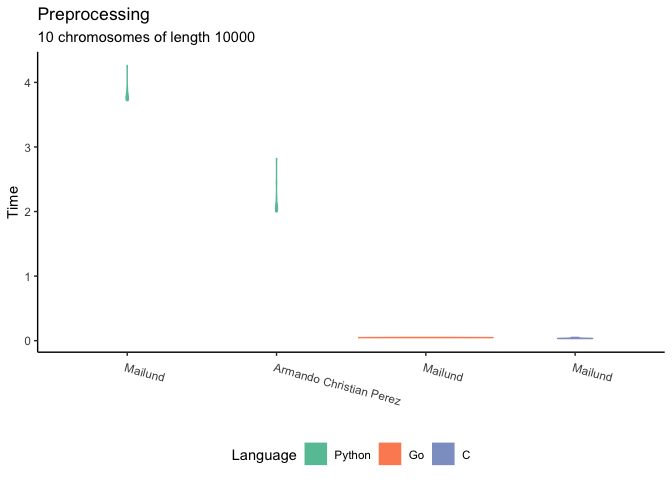 Preprocessing
10 chromosomes of length 10000
4
3
2
1
0
Time
Mailund
Armando Christian Perez
Mailund
Mailund
Language Python Go C